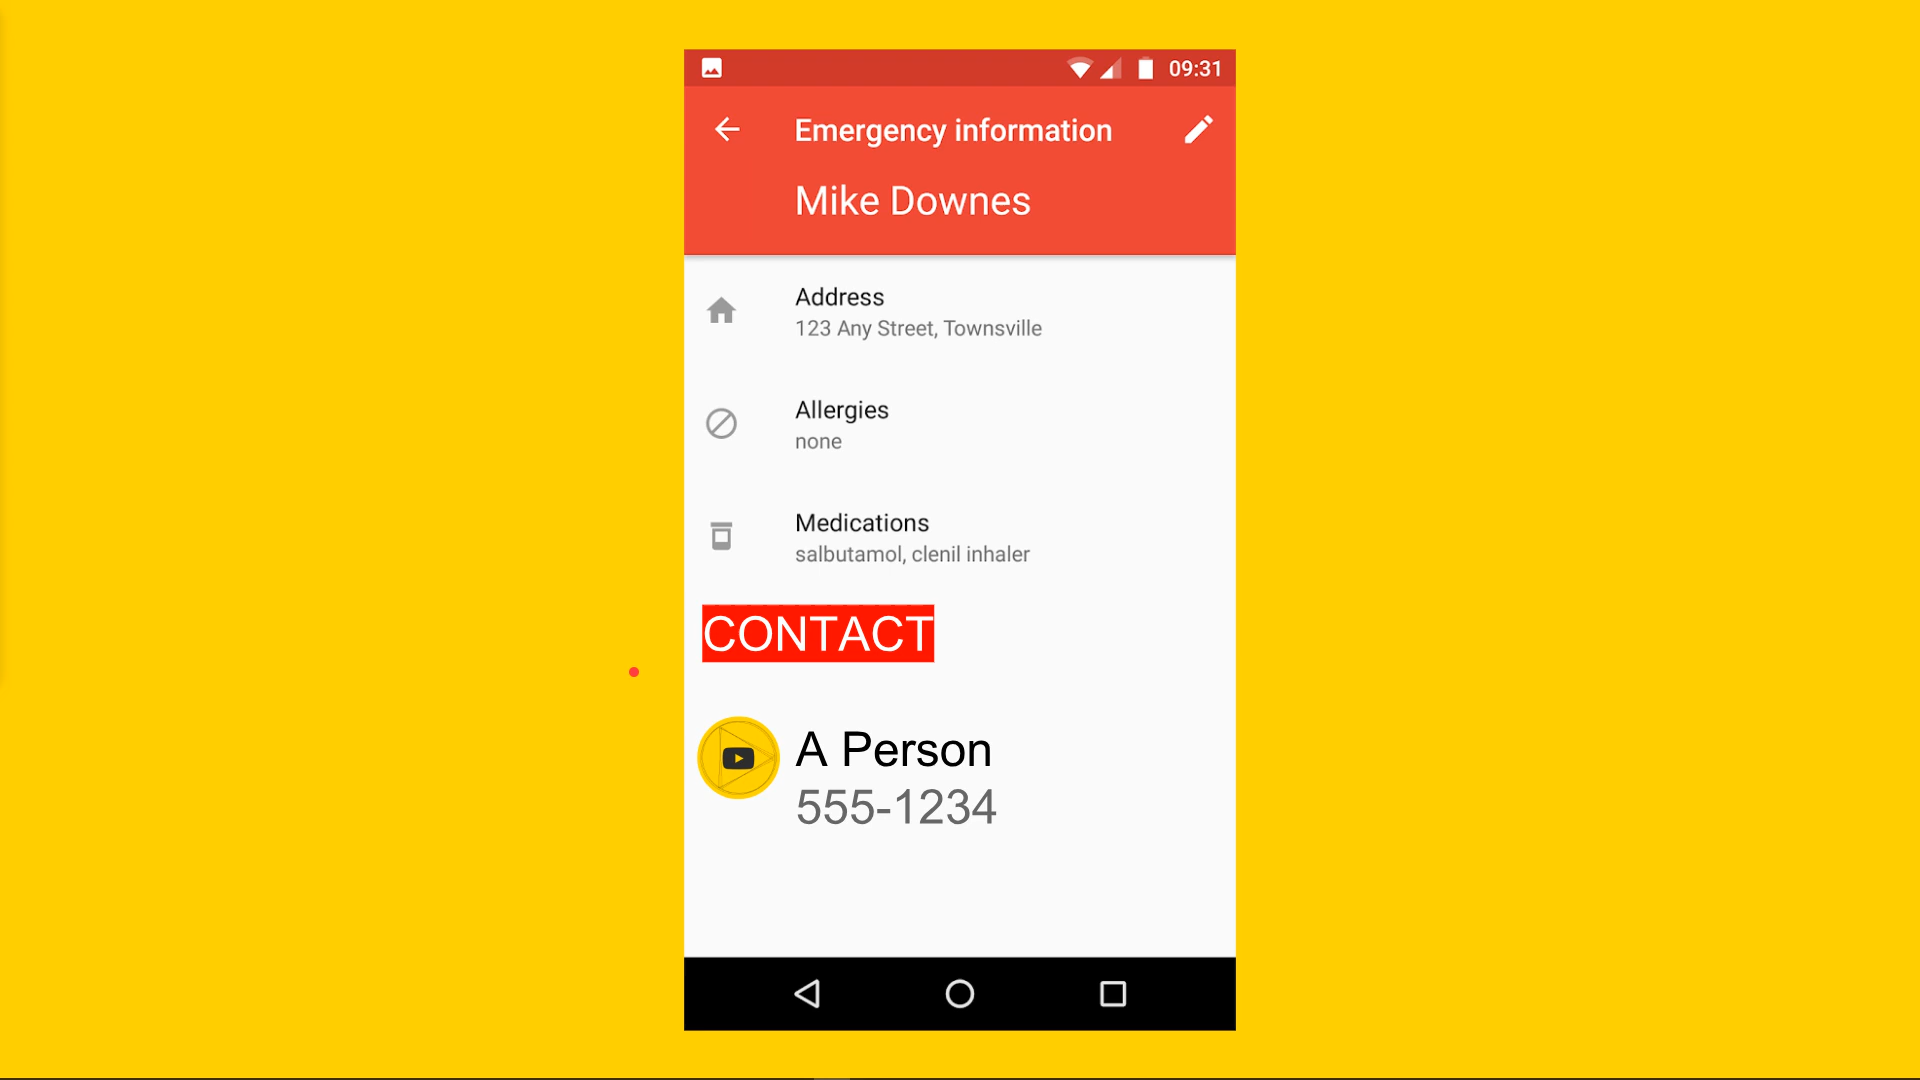 09:31
Emergency information
Mike Downes
Address
123 Any Street, Townsville
Allergies
none
Medications
salbutamol, clenil inhaler
CONTACT
A Person
555-1234